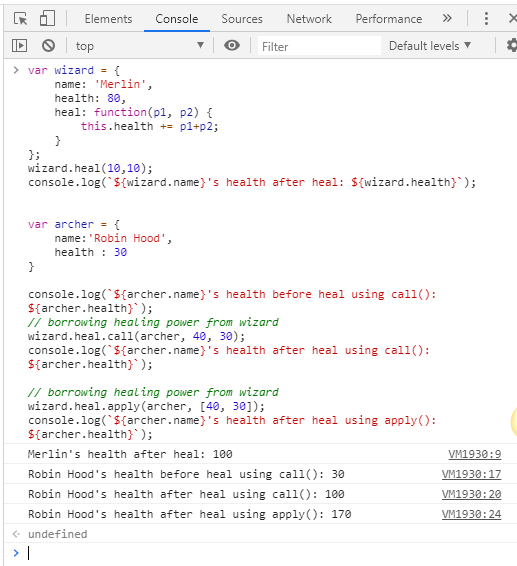 Elements Console Sources Network Performance »
top ▼ Filter Default levels ▼
> var wizard = {
name: 'Merlin',
health: 80,
heal: function(p1, p2) {
this.health += p1+p2;
}
};
wizard.heal(10,10);
console.log(`${wizard.name}'s health after heal: ${wizard.health}`);
var archer = {
name:'Robin Hood',
health : 30
}
console.log(`${archer.name}'s health before heal using call():
${archer.health}`);
// borrowing healing power from wizard
wizard.heal.call(archer, 40, 30);
console.log(`${archer.name}'s health after heal using call():
${archer.health}`);
// borrowing healing power from wizard
wizard.heal.apply(archer, [40, 30]);
console.log(`${archer.name}'s health after heal using apply():
${archer.health}`);
Merlin's health after heal: 100 VM1930:9
Robin Hood's health before heal using call(): 30 VM1930:17
Robin Hood's health after heal using call(): 100 VM1930:20
Robin Hood's health after heal using apply(): 170 VM1930:24
undefined
>